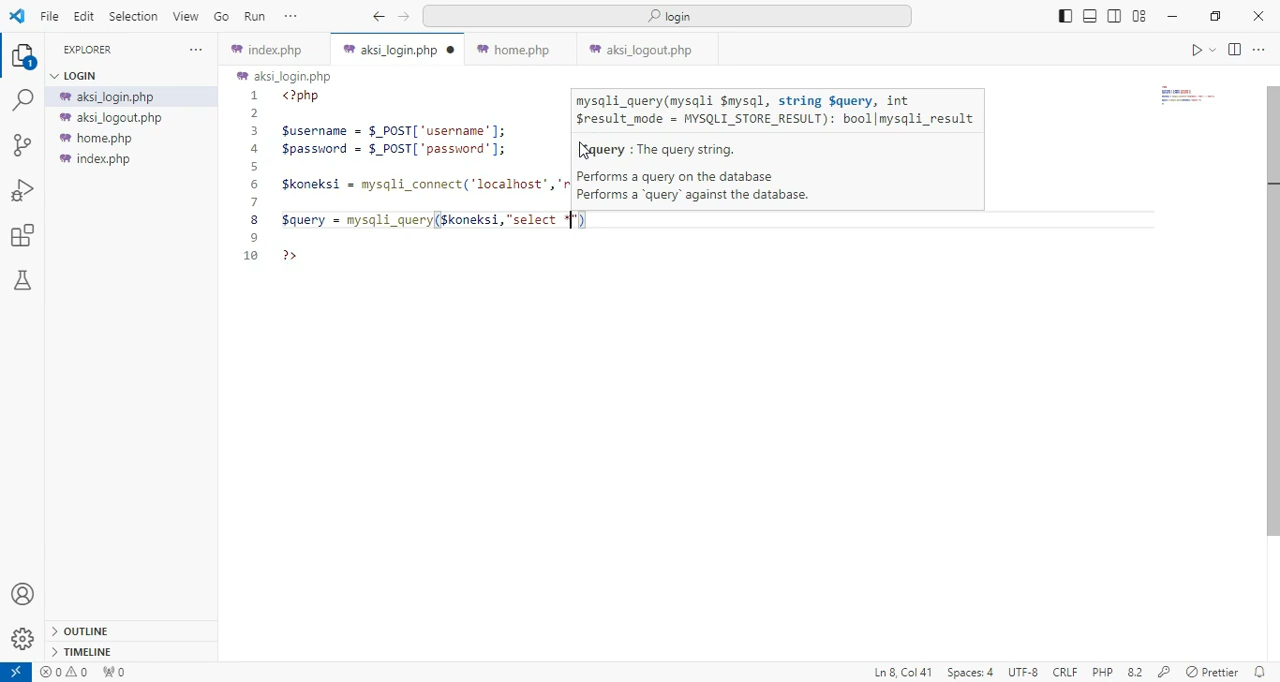 File Edit Selection View Go Run ···
login
EXPLORER ···
index.php
aksi_login.php
home.php
aksi_logout.php
LOGIN
aksi_login.php
aksi_login.php
aksi_logout.php
home.php
index.php
1 <?php
2
3 $username = $_POST['username'];
4 $password = $_POST['password'];
5
6 $koneksi = mysqli_connect('localhost','r
7
8 $query = mysqli_query($koneksi,"select *")
9
10 ?>
mysqli_query(mysqli $mysql, string $query, int
$result_mode = MYSQLI_STORE_RESULT): bool|mysqli_result
query : The query string.
Performs a query on the database
Performs a `query` against the database.
1
OUTLINE
TIMELINE
0 0 0
Ln 8, Col 41 Spaces: 4 UTF-8 CRLF PHP 8.2 Prettier